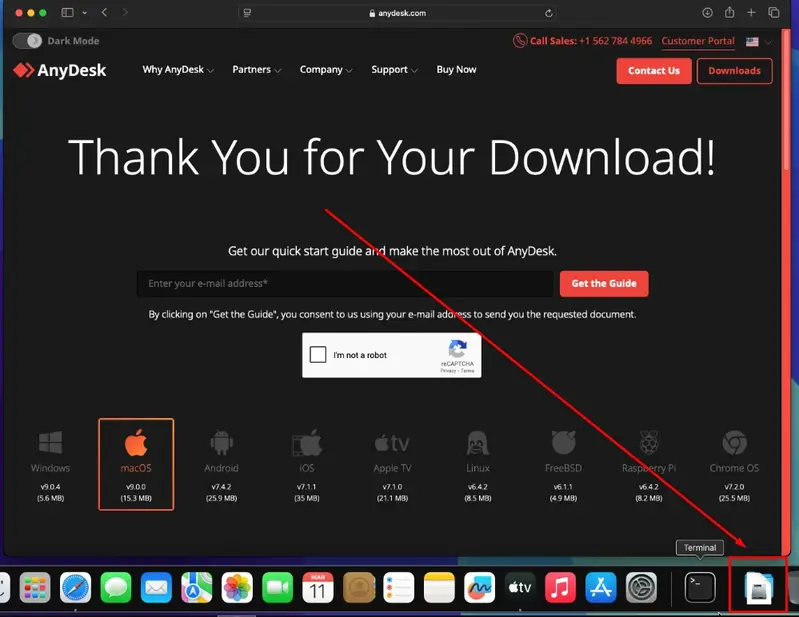 anydesk.com
Dark Mode
Call Sales: +1 562 784 4966 Customer Portal
AnyDesk Why AnyDesk Partners Company Support Buy Now Contact Us Downloads
Thank You for Your Download!
Get our quick start guide and make the most out of AnyDesk.
Enter your e-mail address* Get the Guide
By clicking on "Get the Guide", you consent to us using your e-mail address to send you the requested document.
I'm not a robot
reCAPTCHA
Privacy - Terms
Windows macOS Android iOS Apple TV Linux FreeBSD Raspberry Pi Chrome OS
v9.0.4 v9.0.0 v7.4.2 v7.1.1 v7.1.0 v6.4.2 v6.1.1 v6.4.2 v7.2.0
(5.6 MB) (15.3 MB) (25.9 MB) (35 MB) (21.1 MB) (8.5 MB) (4.9 MB) (8.2 MB) (25.5 MB)
tv
Terminal
MAR
11
tv
>_